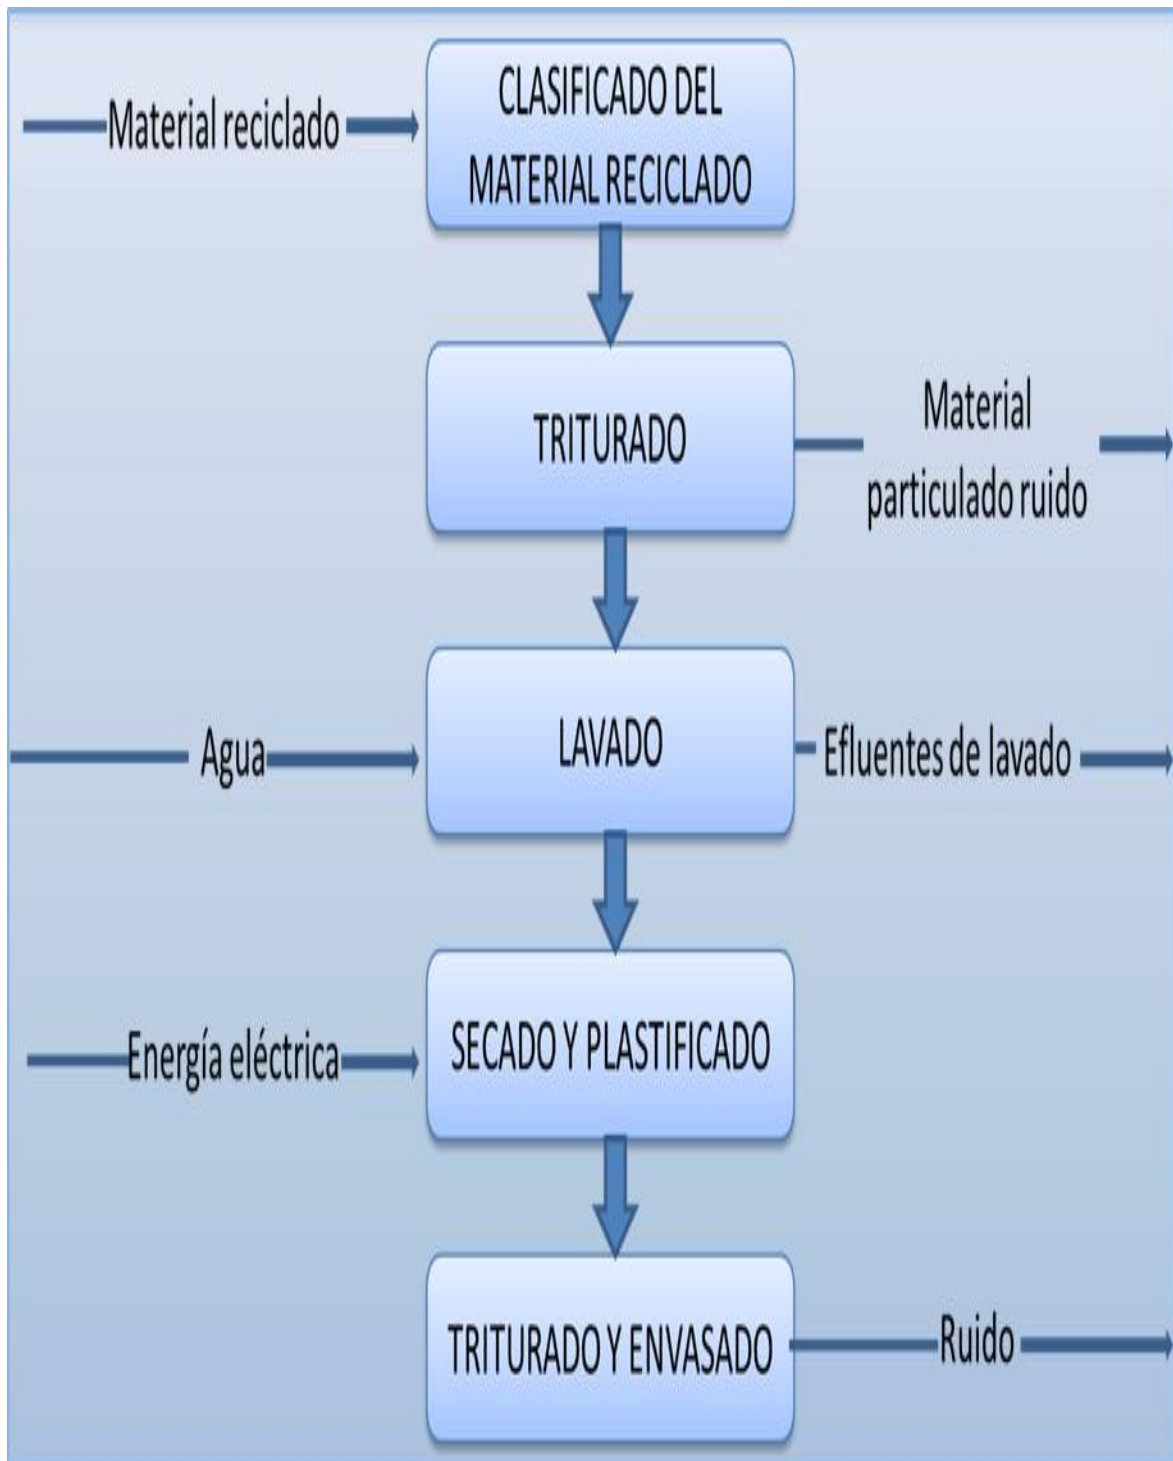 Material reciclado
CLASIFICADO DEL
MATERIAL RECICLADO
TRITURADO
Material
particulado ruido
Agua
LAVADO
Efluentes de lavado
Energía eléctrica
SECADO Y PLASTIFICADO
TRITURADO Y ENVASADO
Ruido